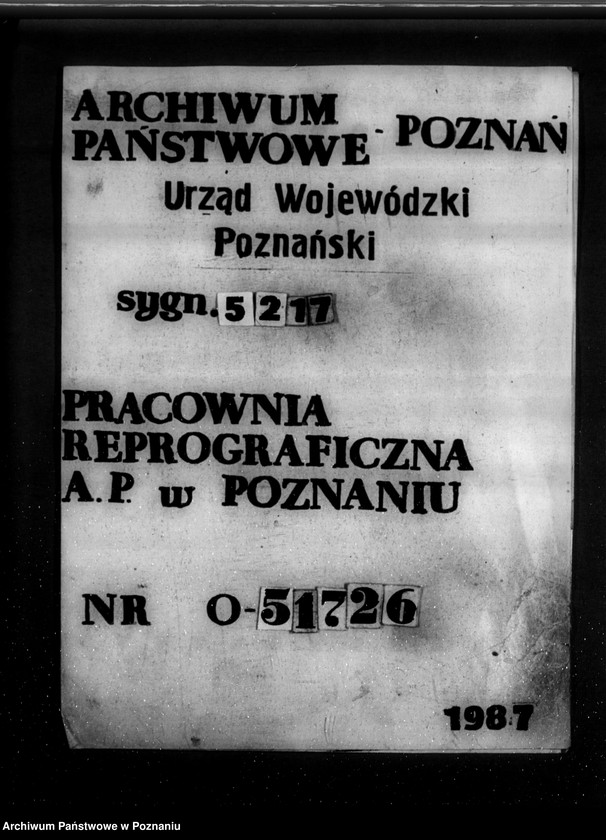 ARCHIWUM
PAŃSTWOWE - POZNAŃ
Urząd Wojewódzki
Poznański
sygn. 5217
PRACOWNIA
REPROGRAFICZNA
A.P. w POZNANIU
NR O-51726
1987
Archiwum Państwowe w Poznaniu